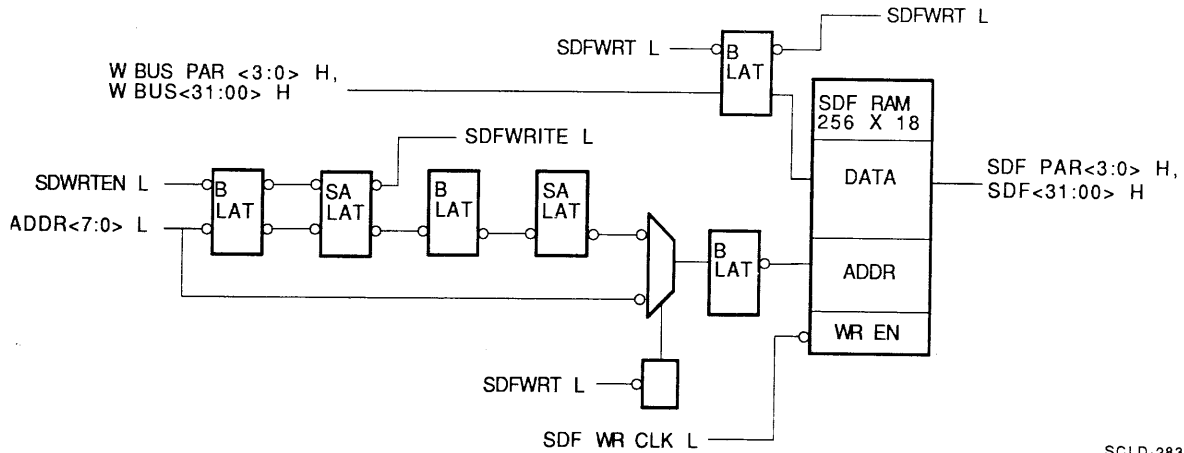 SDFWRT L
SDFWRT L
B
LAT
W BUS PAR <3:0> H,
W BUS<31:00> H
SDF RAM
256 X 18
SDFWRITE L
SDF PAR<3:0> H,
SDF<31:00> H
DATA
SDWRTEN L
B
LAT
SA
LAT
B
LAT
SA
LAT
ADDR<7:0> L
B
LAT
ADDR
WR EN
SDFWRT L
SDF WR CLK L
SCLD-283